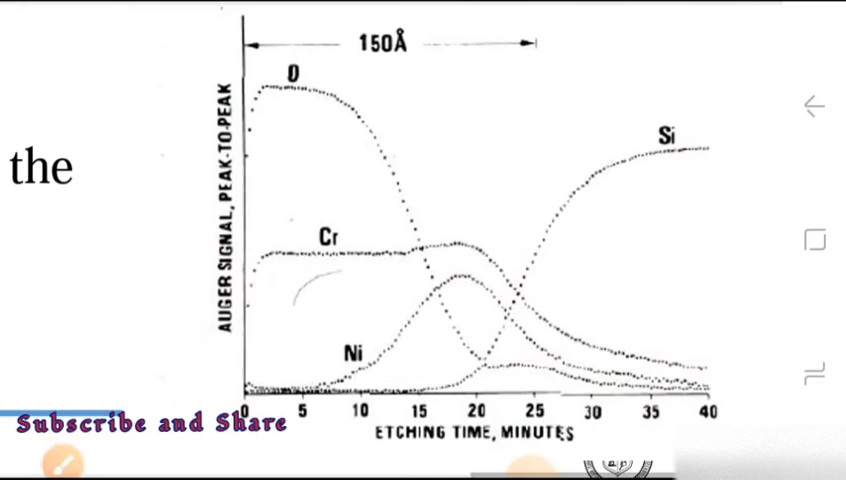 150Å
O
Si
the
AUGER SIGNAL, PEAK-TO-PEAK
Cr
Ni
0 5 10 15 20 25 30 35 40
Subscribe and Share
ETCHING TIME, MINUTES